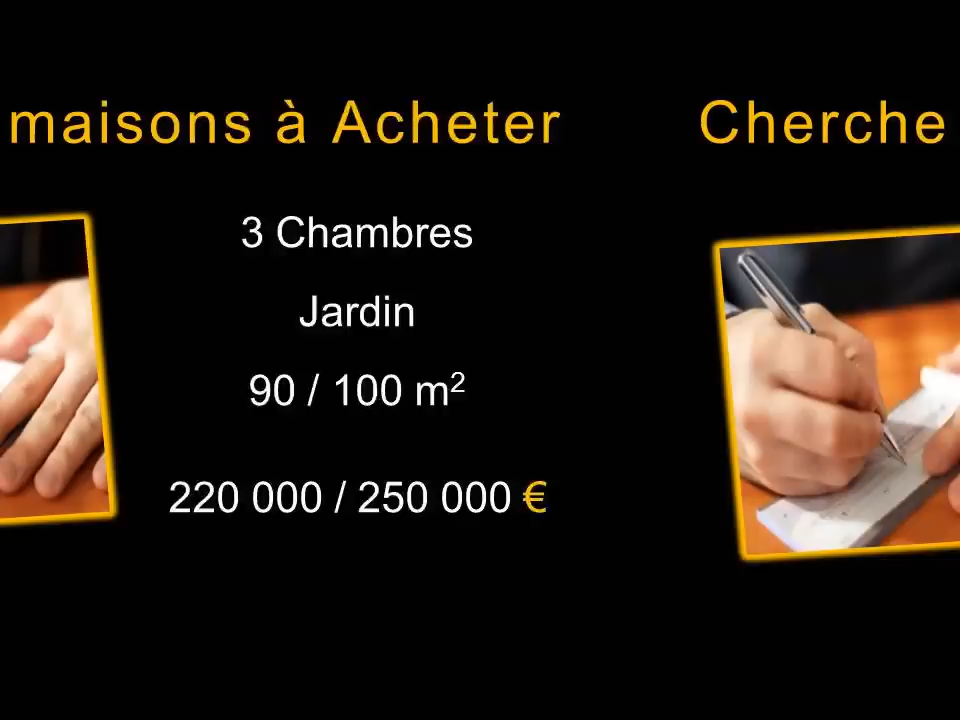 maisons à Acheter
3 Chambres
Jardin
90 / 100 m²
220 000 / 250 000 €
Cherche